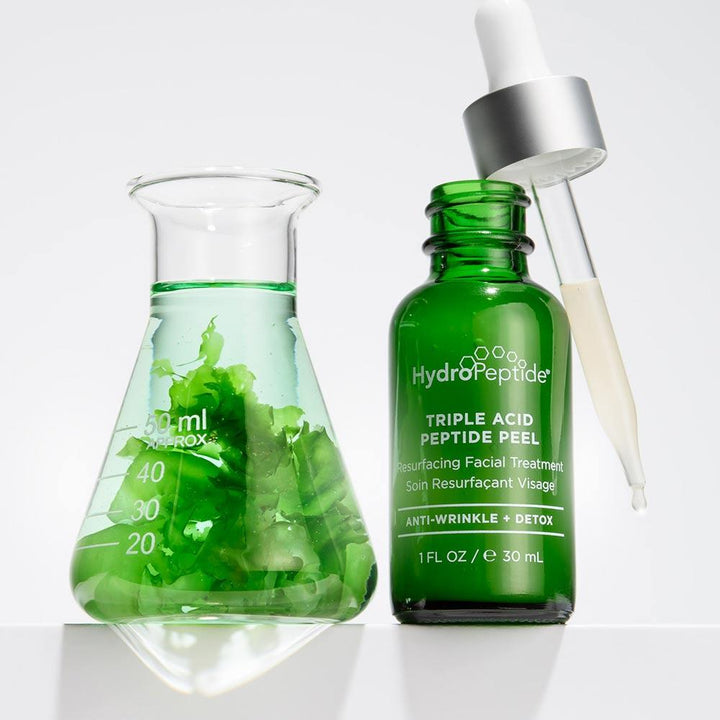 50 ml
APPROX
40
30
20
HydroPeptide®
TRIPLE ACID
PEPTIDE PEEL
Resurfacing Facial Treatment
Soin Resurfaçant Visage
ANTI-WRINKLE + DETOX
1 FL OZ / ℮ 30 mL